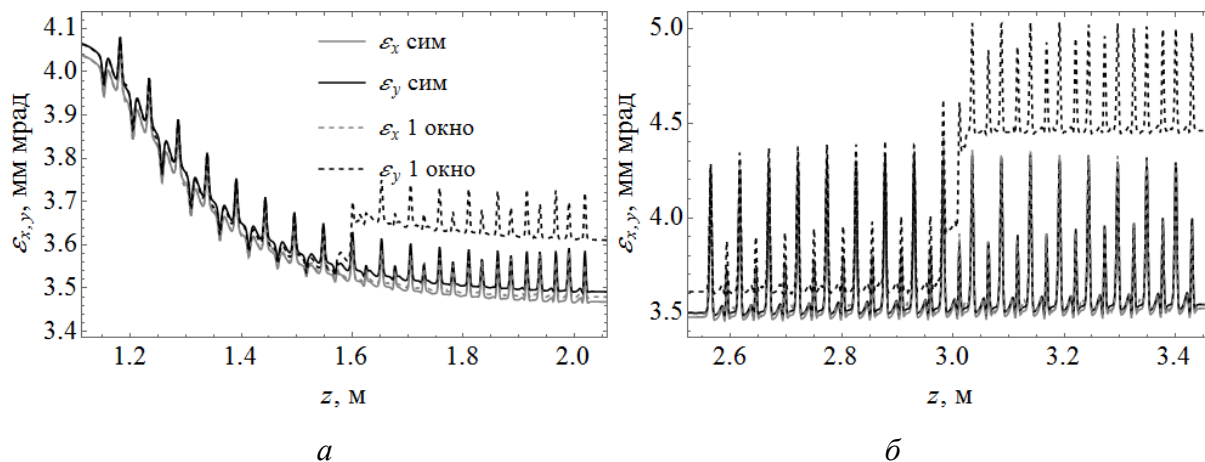 4.1
4.0
3.9
3.8
3.7
3.6
3.5
3.4
εx,y, мм мрад
1.2
1.4
1.6
1.8
2.0
z, м
εx сим
εy сим
εx 1 окно
εy 1 окно
а
5.0
4.5
4.0
3.5
εx,y, мм мрад
2.6
2.8
3.0
3.2
3.4
z, м
б